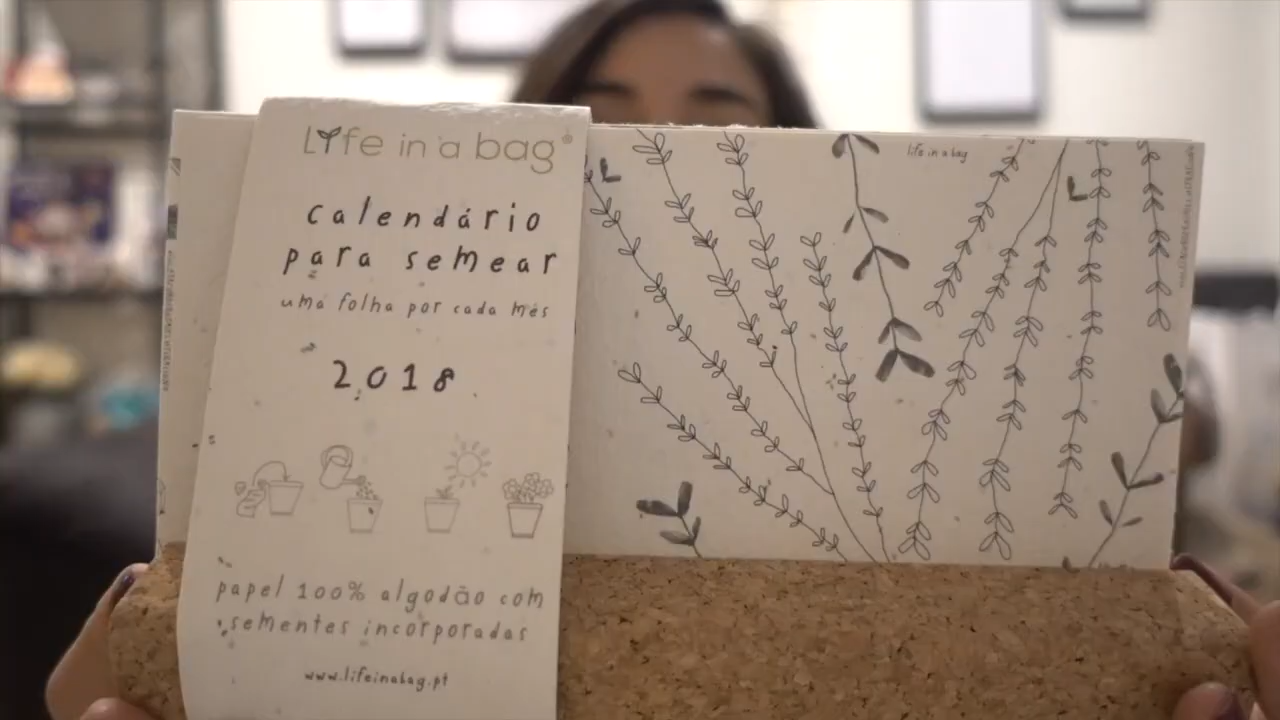 Life in a bag
calendário
para semear
uma folha por cada mês
2018
papel 100% algodão com
sementes incorporadas
www.lifeinabag.pt
life in a bag